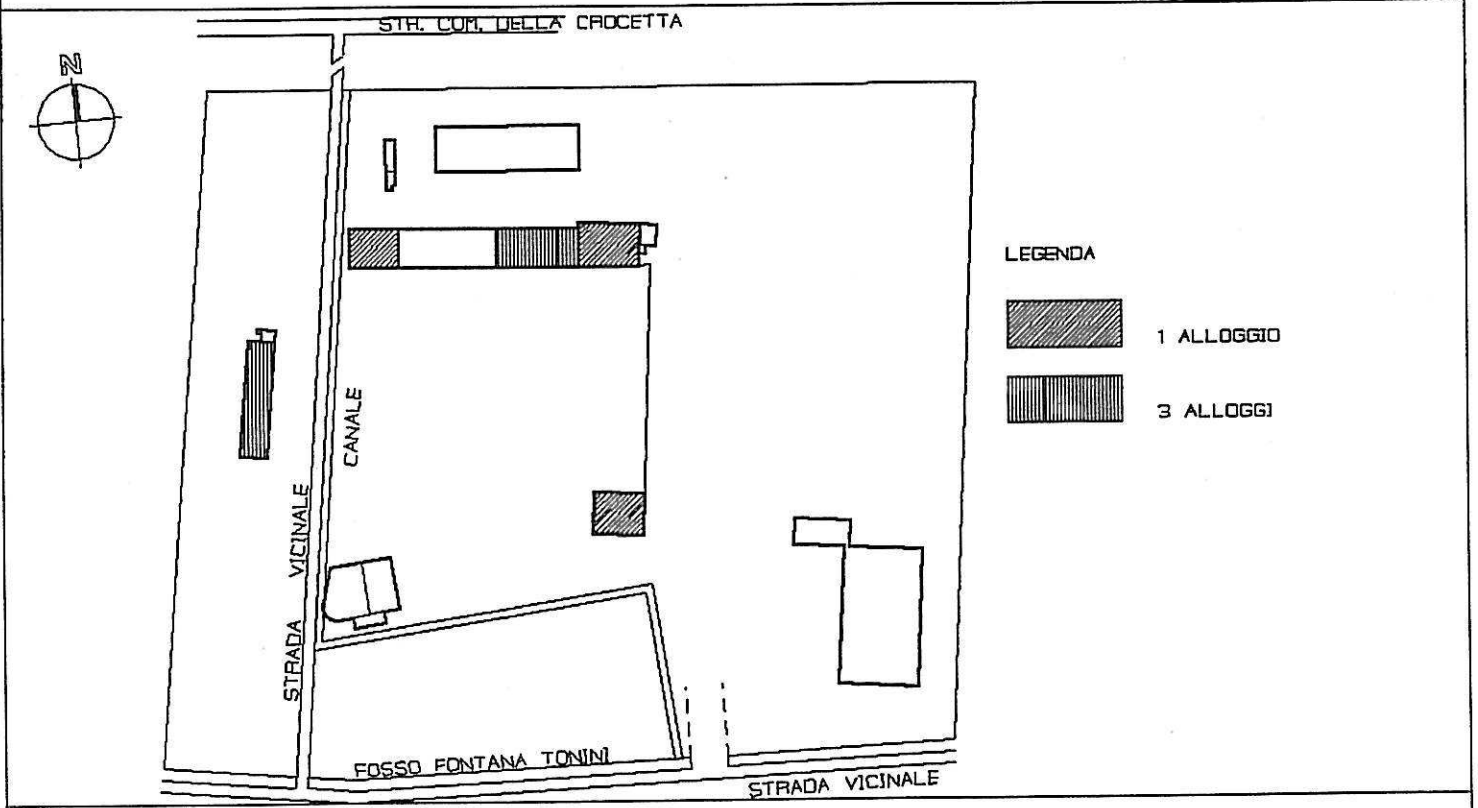 STR. COM. DELLA CROCETTA
N
LEGENDA
1 ALLOGGIO
3 ALLOGGI
CANALE
STRADA VICINALE
FOSSO FONTANA TONINI
STRADA VICINALE